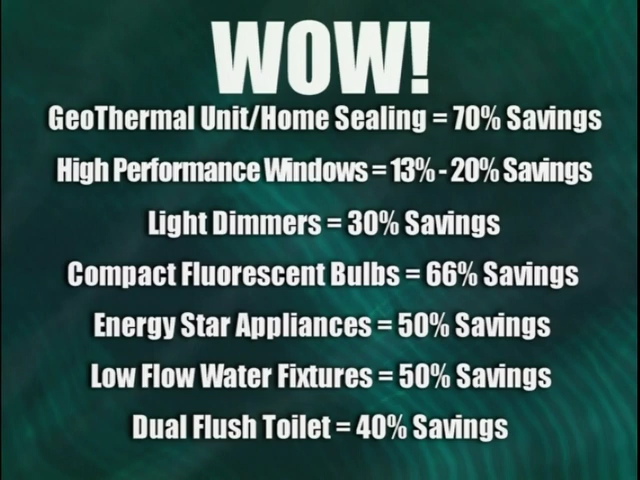 WOW!
GeoThermal Unit/Home Sealing = 70% Savings
High Performance Windows = 13% - 20% Savings
Light Dimmers = 30% Savings
Compact Fluorescent Bulbs = 66% Savings
Energy Star Appliances = 50% Savings
Low Flow Water Fixtures = 50% Savings
Dual Flush Toilet = 40% Savings